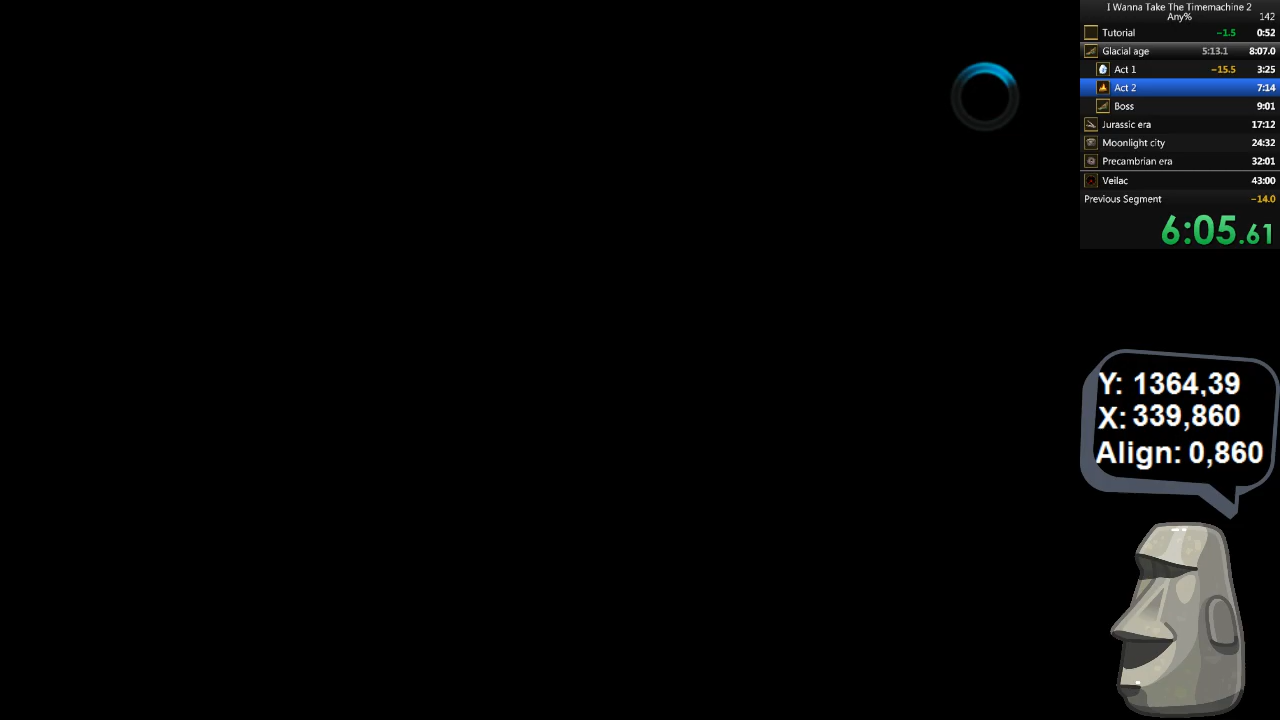 I Wanna Take The Timemachine 2
Any% 142
Tutorial −1.5 0:52
Glacial age 5:13.1 8:07.0
Act 1 −15.5 3:25
Act 2 7:14
Boss 9:01
Jurassic era 17:12
Moonlight city 24:32
Precambrian era 32:01
Veilac 43:00
Previous Segment −14.0
6:05.61
Y: 1364,39
X: 339,860
Align: 0,860